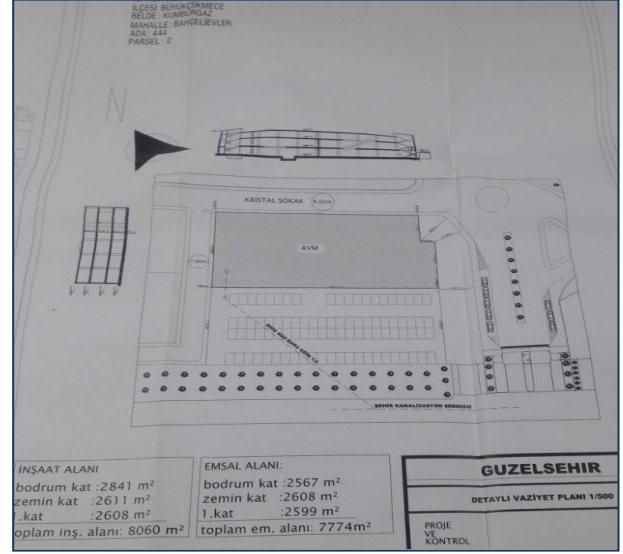 İLÇESİ: BÜYÜKÇEKMECE
BELDE : KUMBURGAZ
MAHALLE: BAHÇELİEVLER
ADA : 444
PARSEL : 2
N
KRİSTAL SOKAK
AVM
ŞEHİR KANALİZASYON ŞEBEKESİ
İNŞAAT ALANI
bodrum kat :2841 m²
zemin kat :2611 m²
1.kat :2608 m²
toplam inş. alanı: 8060 m²
EMSAL ALANI:
bodrum kat :2567 m²
zemin kat :2608 m²
1.kat :2599 m²
toplam em. alanı: 7774m²
GUZELSEHIR
DETAYLI VAZİYET PLANI 1/500
PROJE
VE
KONTROL